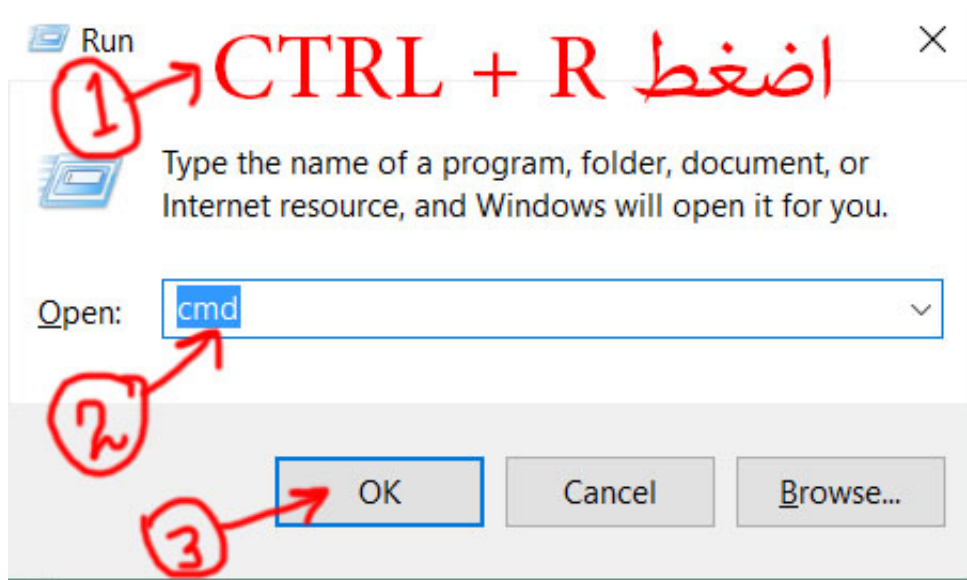 Run
1
اضغط CTRL + R
Type the name of a program, folder, document, or
Internet resource, and Windows will open it for you.
Open:
cmd
2
3
OK
Cancel
Browse...